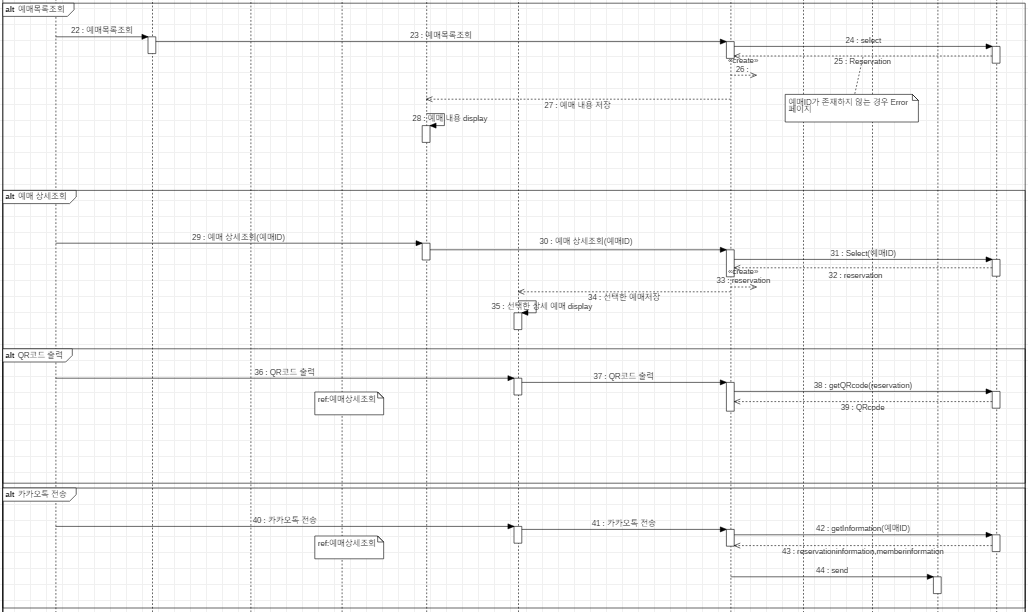 alt 예매목록조회
22 : 예매목록조회
23 : 예매목록조회
24 : select
25 : Reservation
«create»
26 :
예매ID가 존재하지 않는 경우 Error
페이지
27 : 예매 내용 저장
28 : 예매 내용 display
alt 예매 상세조회
29 : 예매 상세조회(예매ID)
30 : 예매 상세조회(예매ID)
31 : Select(예매ID)
32 : reservation
«create»
33 : reservation
34 : 선택한 예매저장
35 : 선택한 상세 예매 display
alt QR코드 출력
36 : QR코드 출력
37 : QR코드 출력
38 : getQRcode(reservation)
39 : QRcode
ref:예매상세조회
alt 카카오톡 전송
40 : 카카오톡 전송
41 : 카카오톡 전송
42 : getInformation(예매ID)
43 : reservationinformation,memberinformation
ref:예매상세조회
44 : send